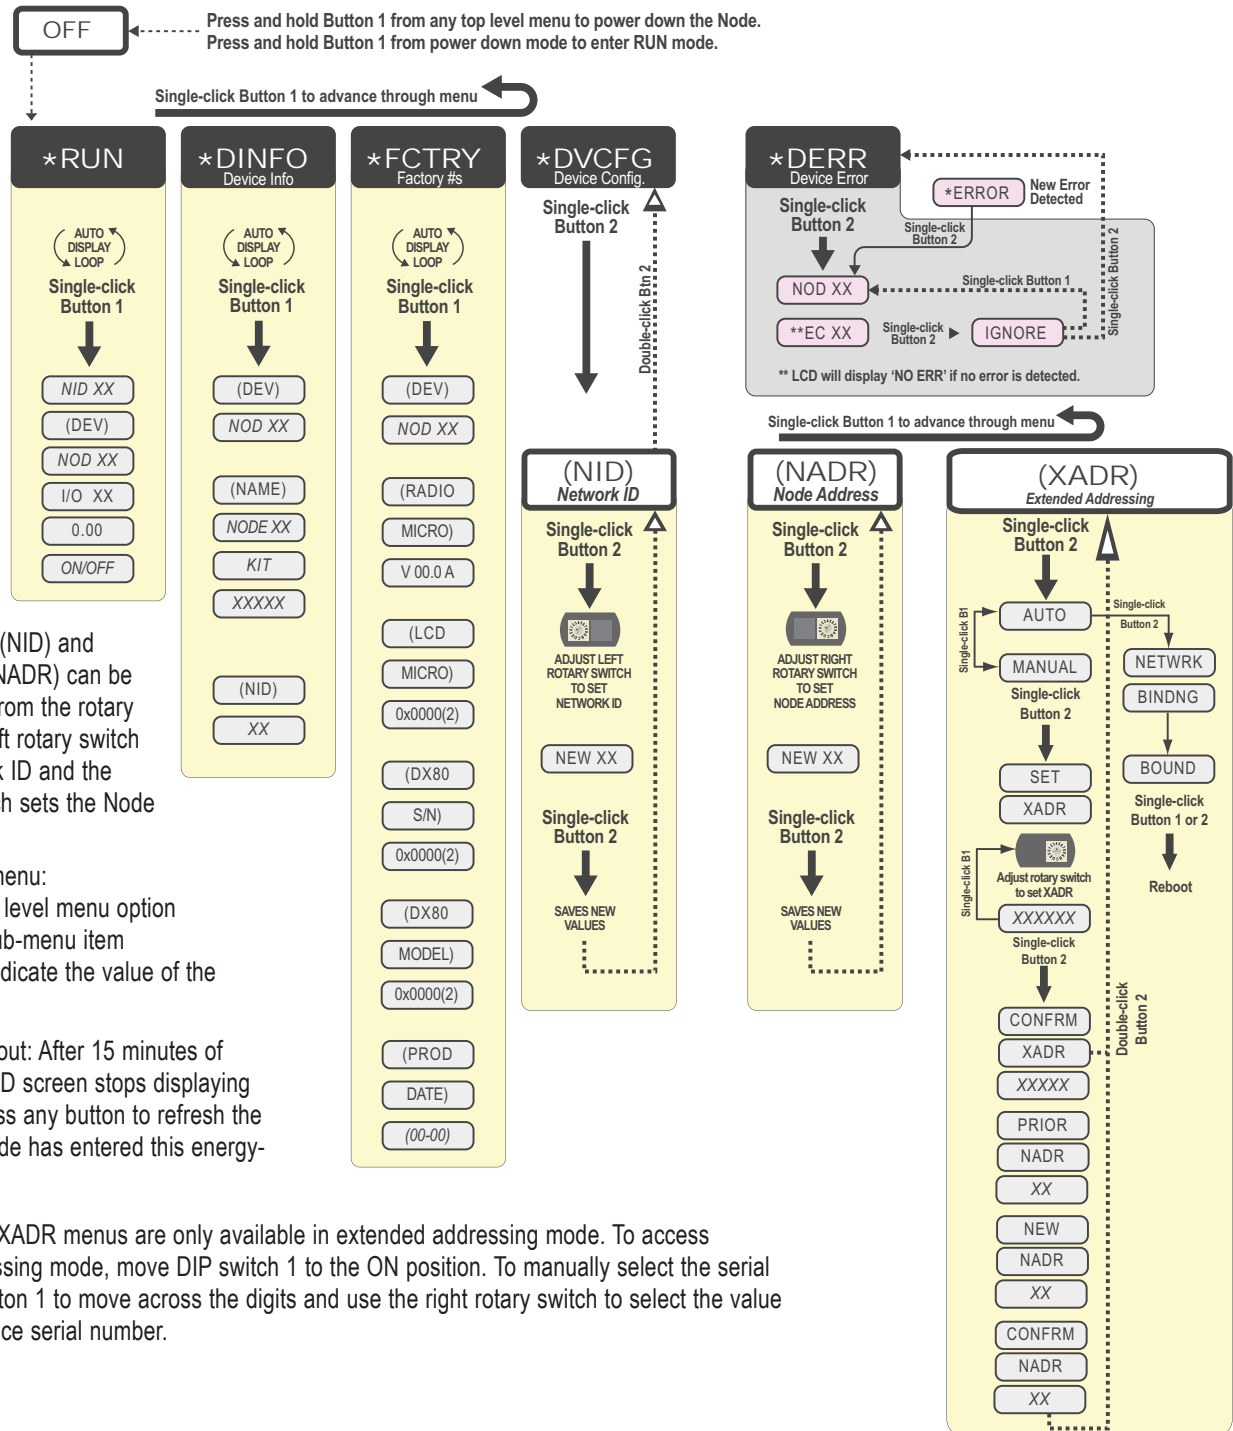 OFF
Press and hold Button 1 from any top level menu to power down the Node.
Press and hold Button 1 from power down mode to enter RUN mode.
Single-click Button 1 to advance through menu
*RUN
AUTO
DISPLAY
LOOP
Single-click
Button 1
NID XX
(DEV)
NOD XX
I/O XX
0.00
ON/OFF
*DINFO
Device Info
AUTO
DISPLAY
LOOP
Single-click
Button 1
(DEV)
NOD XX
(NAME)
NODE XX
KIT
XXXXX
(NID)
XX
*FCTRY
Factory #s
AUTO
DISPLAY
LOOP
Single-click
Button 1
(DEV)
NOD XX
(RADIO
MICRO)
V 00.0 A
(LCD
MICRO)
0x0000(2)
(DX80
S/N)
0x0000(2)
(DX80
MODEL)
0x0000(2)
(PROD
DATE)
(00-00)
*DVCFG
Device Config.
Single-click
Button 2
Double-click Btn 2
*DERR
Device Error
Single-click
Button 2
*ERROR
New Error
Detected
Single-click
Button 2
NOD XX
Single-click Button 1
Single-click Button 2
**EC XX
Single-click
Button 2
IGNORE
** LCD will display ‘NO ERR’ if no error is detected.
Single-click Button 1 to advance through menu
(NID)
Network ID
Single-click
Button 2
ADJUST LEFT
ROTARY SWITCH
TO SET
NETWORK ID
NEW XX
Single-click
Button 2
SAVES NEW
VALUES
(NADR)
Node Address
Single-click
Button 2
ADJUST RIGHT
ROTARY SWITCH
TO SET
NODE ADDRESS
NEW XX
Single-click
Button 2
SAVES NEW
VALUES
(XADR)
Extended Addressing
Single-click
Button 2
AUTO
Single-click
Button 2
Single-click B1
MANUAL
NETWRK
BINDNG
BOUND
Single-click
Button 1 or 2
Reboot
Single-click
Button 2
SET
XADR
Single-click B1
Adjust rotary switch
to set XADR
XXXXXX
Single-click
Button 2
CONFRM
XADR
XXXXX
Double-click
Button 2
PRIOR
NADR
XX
NEW
NADR
XX
CONFRM
NADR
XX
(NID) and
NADR) can be
rom the rotary
ft rotary switch
k ID and the
ch sets the Node
nenu:
level menu option
ub-menu item
dicate the value of the
out: After 15 minutes of
D screen stops displaying
ss any button to refresh the
de has entered this energy-
XADR menus are only available in extended addressing mode. To access
ssing mode, move DIP switch 1 to the ON position. To manually select the serial
ton 1 to move across the digits and use the right rotary switch to select the value
ice serial number.